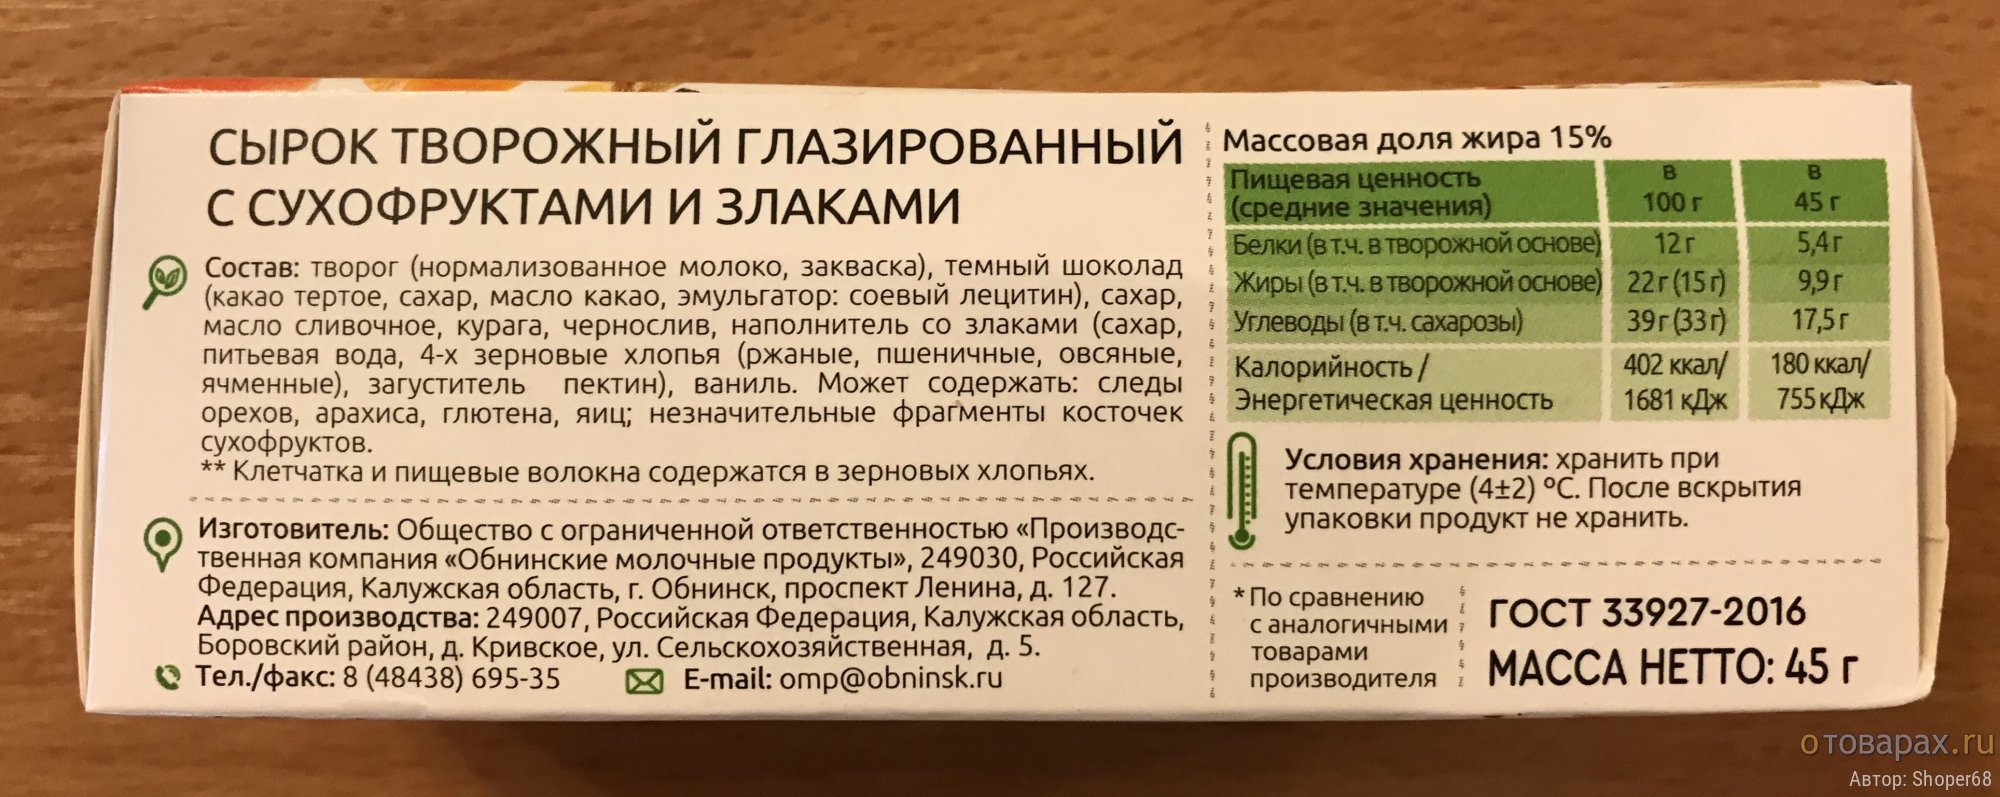 СЫРОК ТВОРОЖНЫЙ ГЛАЗИРОВАННЫЙ
С СУХОФРУКТАМИ И ЗЛАКАМИ
Состав: творог (нормализованное молоко, закваска), темный шоколад
(какао тертое, сахар, масло какао, эмульгатор: соевый лецитин), сахар,
масло сливочное, курага, чернослив, наполнитель со злаками (сахар,
питьевая вода, 4-х зерновые хлопья (ржаные, пшеничные, овсяные,
ячменные), загуститель пектин), ваниль. Может содержать: следы
орехов, арахиса, глютена, яиц; незначительные фрагменты косточек
сухофруктов.
** Клетчатка и пищевые волокна содержатся в зерновых хлопьях.
Изготовитель: Общество с ограниченной ответственностью «Производс-
твенная компания «Обнинские молочные продукты», 249030, Российская
Федерация, Калужская область, г. Обнинск, проспект Ленина, д. 127.
Адрес производства: 249007, Российская Федерация, Калужская область,
Боровский район, д. Кривское, ул. Сельскохозяйственная, д. 5.
Тел./факс: 8 (48438) 695-35 E-mail: omp@obninsk.ru
Массовая доля жира 15%
Пищевая ценность (средние значения) в 100 г в 45 г
Белки (в т.ч. в творожной основе) 12 г 5,4 г
Жиры (в т.ч. в творожной основе) 22 г (15 г) 9,9 г
Углеводы (в т.ч. сахарозы) 39 г (33 г) 17,5 г
Калорийность / 402 ккал/ 180 ккал/
Энергетическая ценность 1681 кДж 755 кДж
Условия хранения: хранить при
температуре (4±2) ºС. После вскрытия
упаковки продукт не хранить.
* По сравнению
с аналогичными
товарами
производителя
ГОСТ 33927-2016
МАССА НЕТТО: 45 г
отоварах.ru
Автор: Shoper68